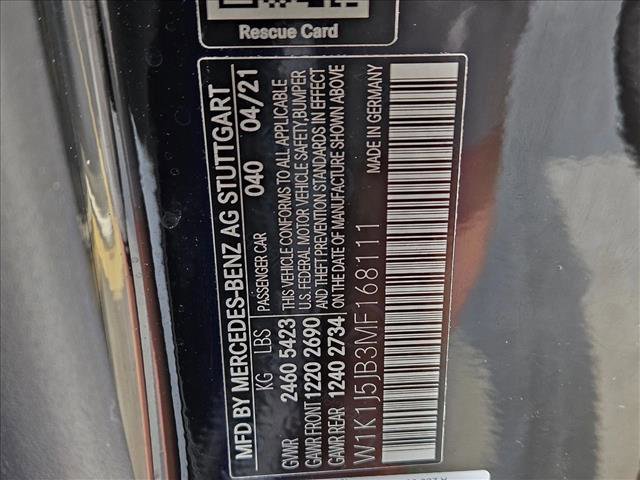 Rescue Card
MFD BY MERCEDES-BENZ AG STUTTGART
040 04/21
KG LBS PASSENGER CAR
GVWR 2460 5423 THIS VEHICLE CONFORMS TO ALL APPLICABLE
GAWR FRONT 1220 2690 U.S. FEDERAL MOTOR VEHICLE SAFETY, BUMPER
AND THEFT PREVENTION STANDARDS IN EFFECT
GAWR REAR 1240 2734 ON THE DATE OF MANUFACTURE SHOWN ABOVE
W1K1J5JB3MF168111 MADE IN GERMANY